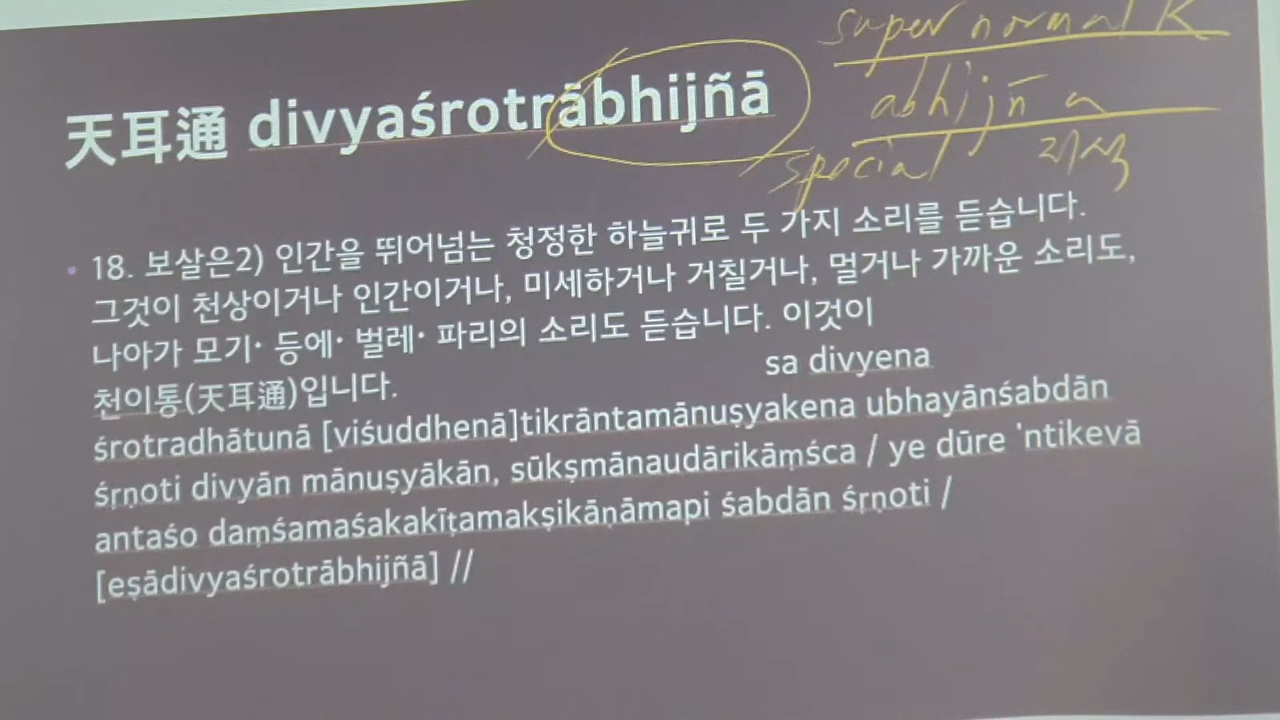 super normal K
天耳通 divyaśrotrābhijñā
abhijñā
special 지식
• 18. 보살은2) 인간을 뛰어넘는 청정한 하늘귀로 두 가지 소리를 듣습니다.
그것이 천상이거나 인간이거나, 미세하거나 거칠거나, 멀거나 가까운 소리도,
나아가 모기· 등에· 벌레· 파리의 소리도 듣습니다. 이것이
천이통(天耳通)입니다. sa divyena
śrotradhātunā [viśuddhenā]tikrāntamānuṣyakena ubhayānśabdān
śṛṇoti divyān mānuṣyākān, sūkṣmānaudārikāṃśca / ye dūre 'ntikevā
antaśo daṃśamaśakakīṭamakṣikāṇāmapi śabdān śṛṇoti /
[eṣādivyaśrotrābhijñā] //